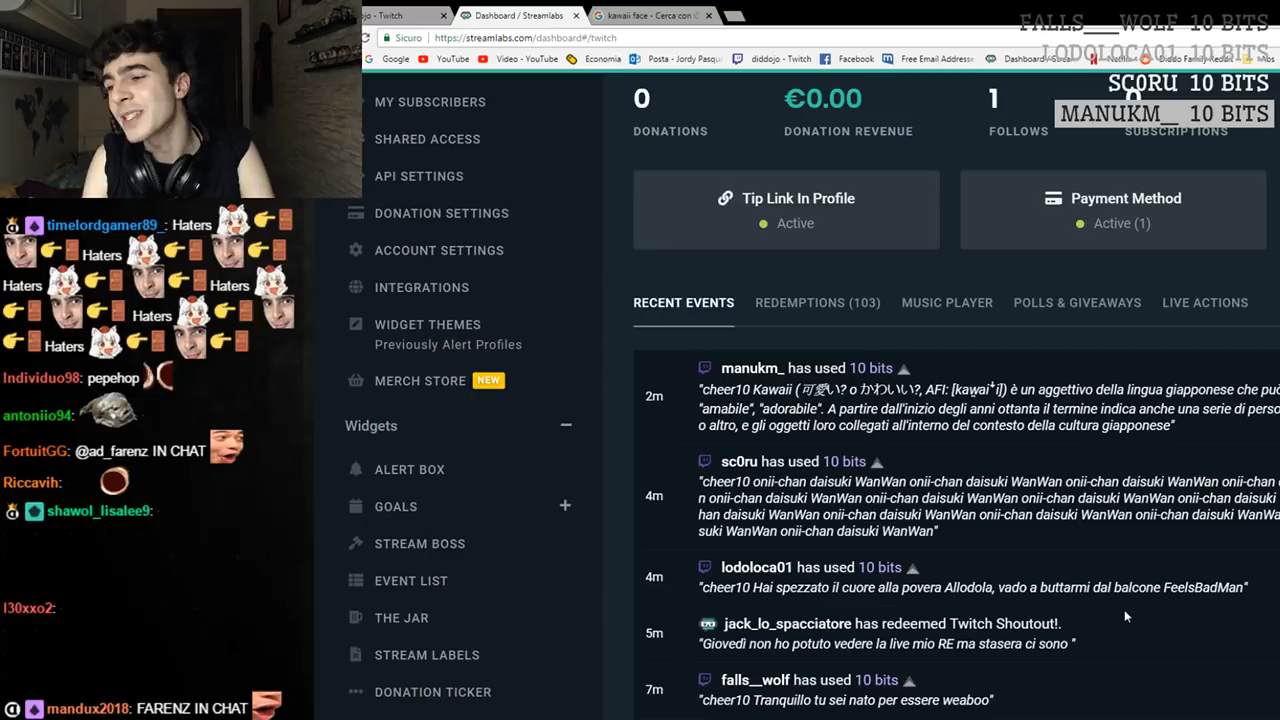 ojo - Twitch
Dashboard / Streamlabs
kawaii face - Cerca con
FALLS___WOLF 10 BITS
LODOLOCA01 10 BITS
SC0RU 10 BITS
MANUKM__ 10 BITS
Sicuro
https://streamlabs.com/dashboard#/twitch
Google
YouTube
Video - YouTube
Economia
Posta - Jordy Pasqu
diddojo - Twitch
Facebook
Free Email Addresse
MY SUBSCRIBERS
SHARED ACCESS
API SETTINGS
DONATION SETTINGS
ACCOUNT SETTINGS
INTEGRATIONS
WIDGET THEMES
Previously Alert Profiles
MERCH STORE NEW
Widgets
ALERT BOX
GOALS
STREAM BOSS
EVENT LIST
THE JAR
STREAM LABELS
DONATION TICKER
0 €0.00 1
DONATIONS DONATION REVENUE FOLLOWS SUBSCRIPTIONS
Tip Link In Profile
Active
Payment Method
Active (1)
RECENT EVENTS REDEMPTIONS (103) MUSIC PLAYER POLLS & GIVEAWAYS LIVE ACTIONS
manukm_ has used 10 bits
2m
"cheer10 Kawaii (可愛い? o かわいい?, AFI: [kaw̜aiꜜi]) è un aggettivo della lingua giapponese che può
"amabile", "adorabile". A partire dall'inizio degli anni ottanta il termine indica anche una serie di perso
o altro, e gli oggetti loro collegati all'interno del contesto della cultura giapponese"
sc0ru has used 10 bits
4m
"cheer10 onii-chan daisuki WanWan onii-chan daisuki WanWan onii-chan daisuki WanWan onii-chan
n onii-chan daisuki WanWan onii-chan daisuki WanWan onii-chan daisuki WanWan onii-chan daisuki
han daisuki WanWan onii-chan daisuki WanWan onii-chan daisuki WanWan onii-chan daisuki WanWan
suki WanWan onii-chan daisuki WanWan"
lodoloca01 has used 10 bits
4m
"cheer10 Hai spezzato il cuore alla povera Allodola, vado a buttarmi dal balcone FeelsBadMan"
jack_lo_spacciatore has redeemed Twitch Shoutout!.
5m
"Giovedì non ho potuto vedere la live mio RE ma stasera ci sono "
falls__wolf has used 10 bits
7m
"cheer10 Tranquillo tu sei nato per essere weaboo"
timelordgamer89_: Haters
Haters
Haters Haters
Haters
Haters
Individuo98: pepehop
antoniio94:
FortuitGG: @ad_farenz IN CHAT
Riccavih:
shawol_lisalee9:
l30xxo2:
mandux2018: FARENZ IN CHAT